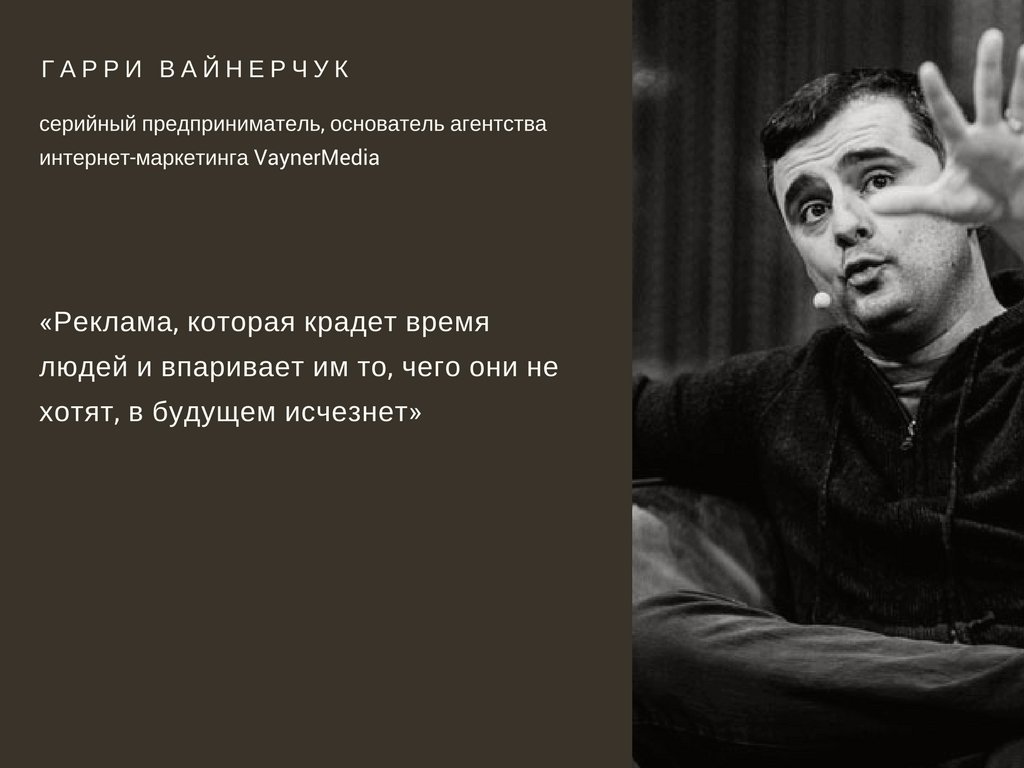 ГАРРИ ВАЙНЕРЧУК
серийный предприниматель, основатель агентства
интернет-маркетинга VaynerMedia
«Реклама, которая крадет время
людей и впаривает им то, чего они не
хотят, в будущем исчезнет»